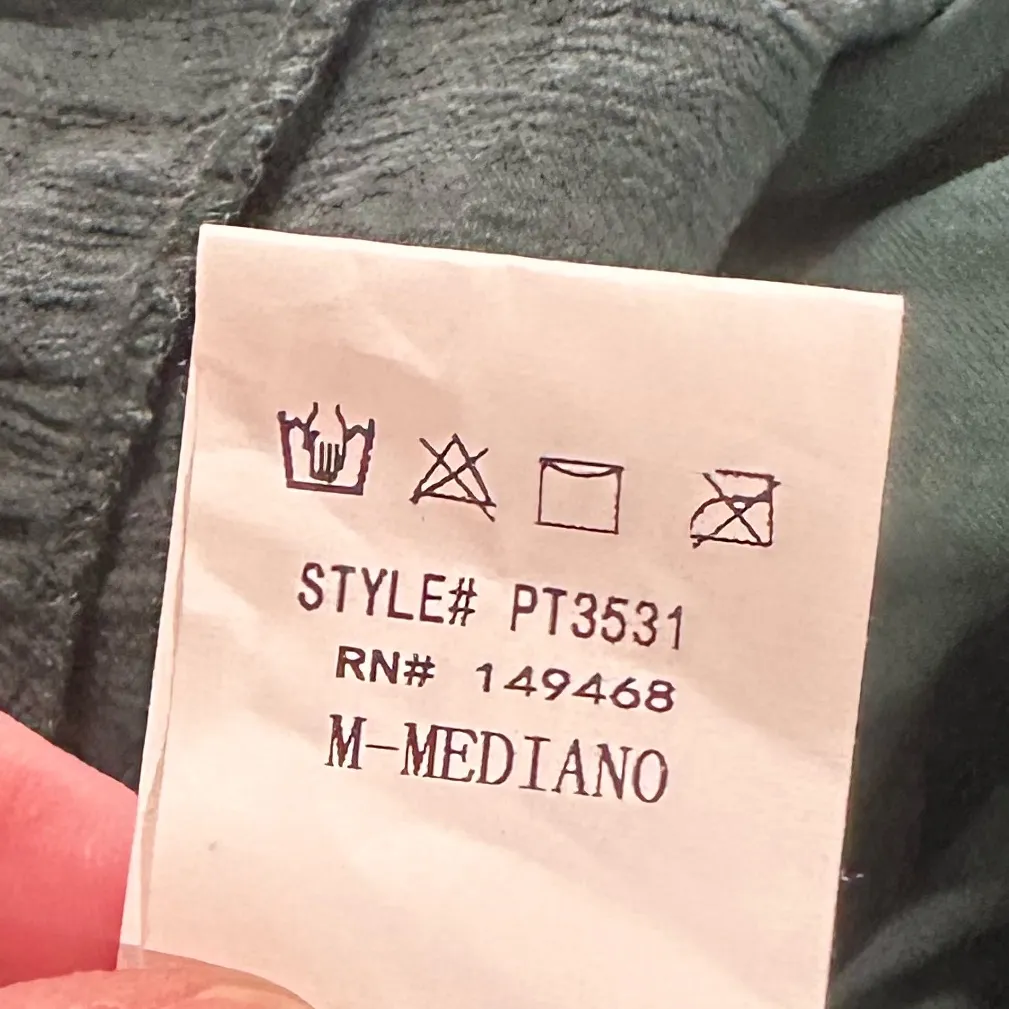 STYLE# PT3531
RN# 149468
M-MEDIANO